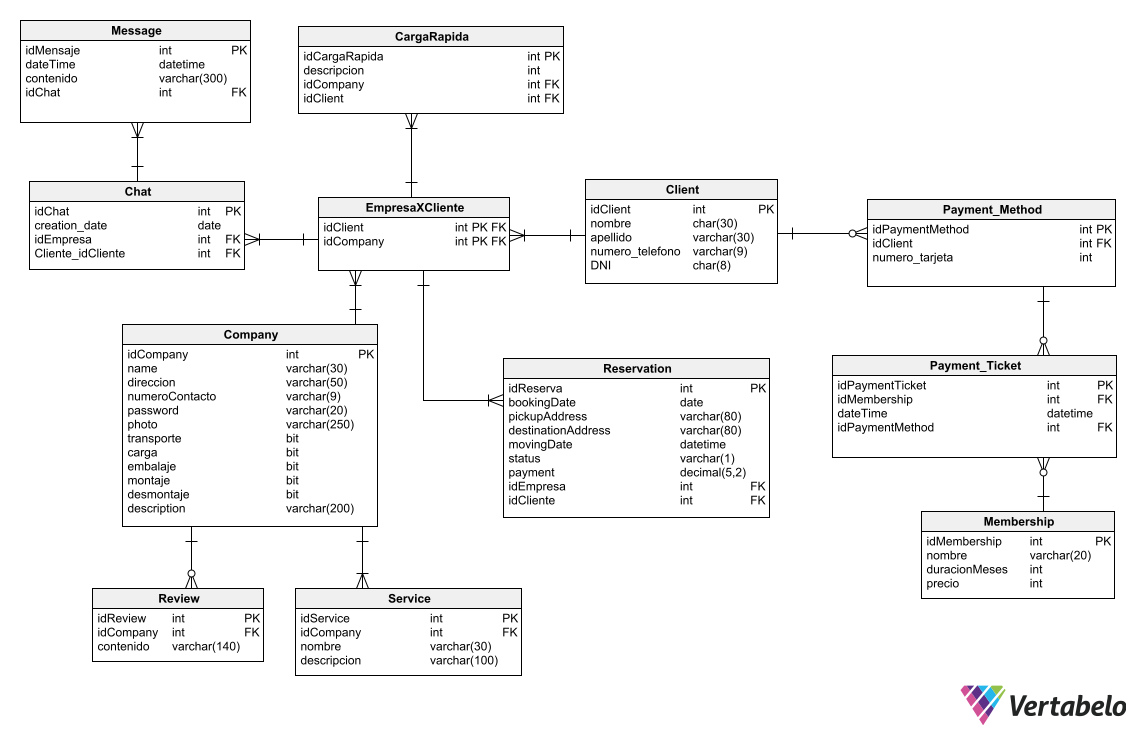 Message
idMensaje int PK
dateTime datetime
contenido varchar(300)
idChat int FK
CargaRapida
idCargaRapida int PK
descripcion int
idCompany int FK
idClient int FK
Chat
idChat int PK
creation_date date
idEmpresa int FK
Cliente_idCliente int FK
EmpresaXCliente
idClient int PK FK
idCompany int PK FK
Client
idClient int PK
nombre char(30)
apellido varchar(30)
numero_telefono varchar(9)
DNI char(8)
Payment_Method
idPaymentMethod int PK
idClient int FK
numero_tarjeta int
Company
idCompany int PK
name varchar(30)
direccion varchar(50)
numeroContacto varchar(9)
password varchar(20)
photo varchar(250)
transporte bit
carga bit
embalaje bit
montaje bit
desmontaje bit
description varchar(200)
Reservation
idReserva int PK
bookingDate date
pickupAddress varchar(80)
destinationAddress varchar(80)
movingDate datetime
status varchar(1)
payment decimal(5,2)
idEmpresa int FK
idCliente int FK
Payment_Ticket
idPaymentTicket int PK
idMembership int FK
dateTime datetime
idPaymentMethod int FK
Membership
idMembership int PK
nombre varchar(20)
duracionMeses int
precio int
Review
idReview int PK
idCompany int FK
contenido varchar(140)
Service
idService int PK
idCompany int FK
nombre varchar(30)
descripcion varchar(100)
Vertabelo